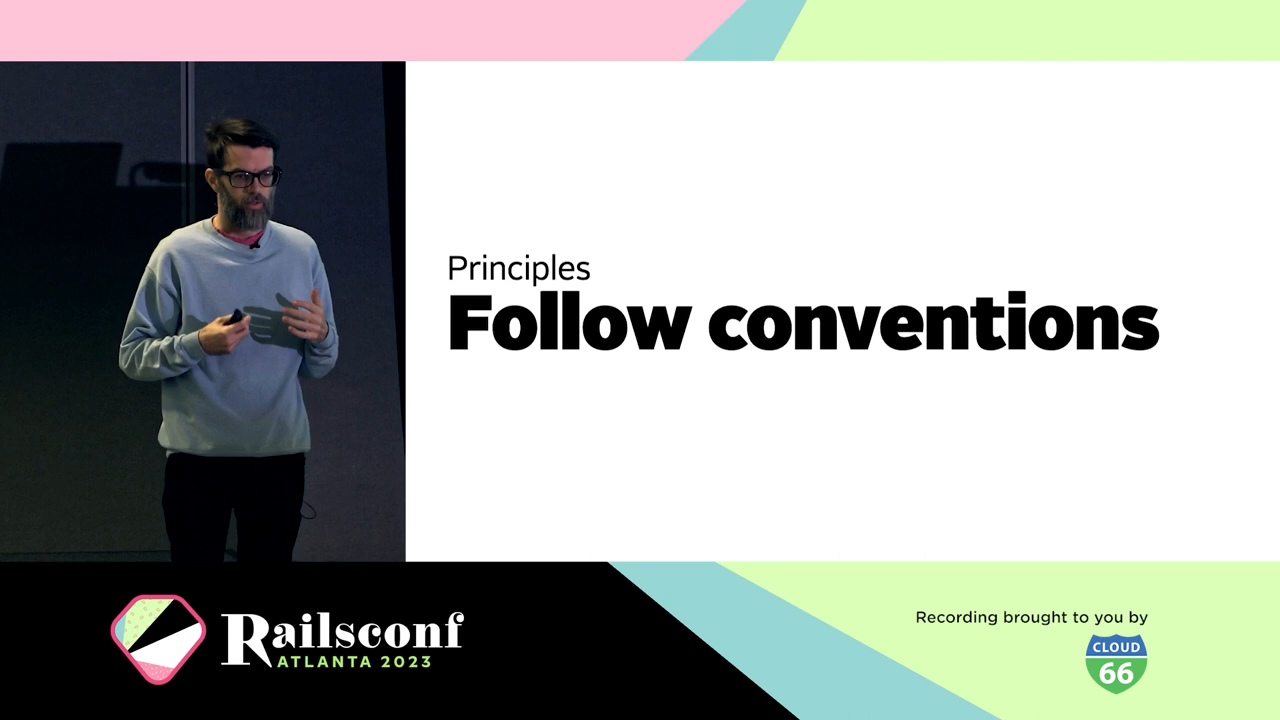 Principles
Follow conventions
Railsconf
ATLANTA 2023
Recording brought to you by
CLOUD
66